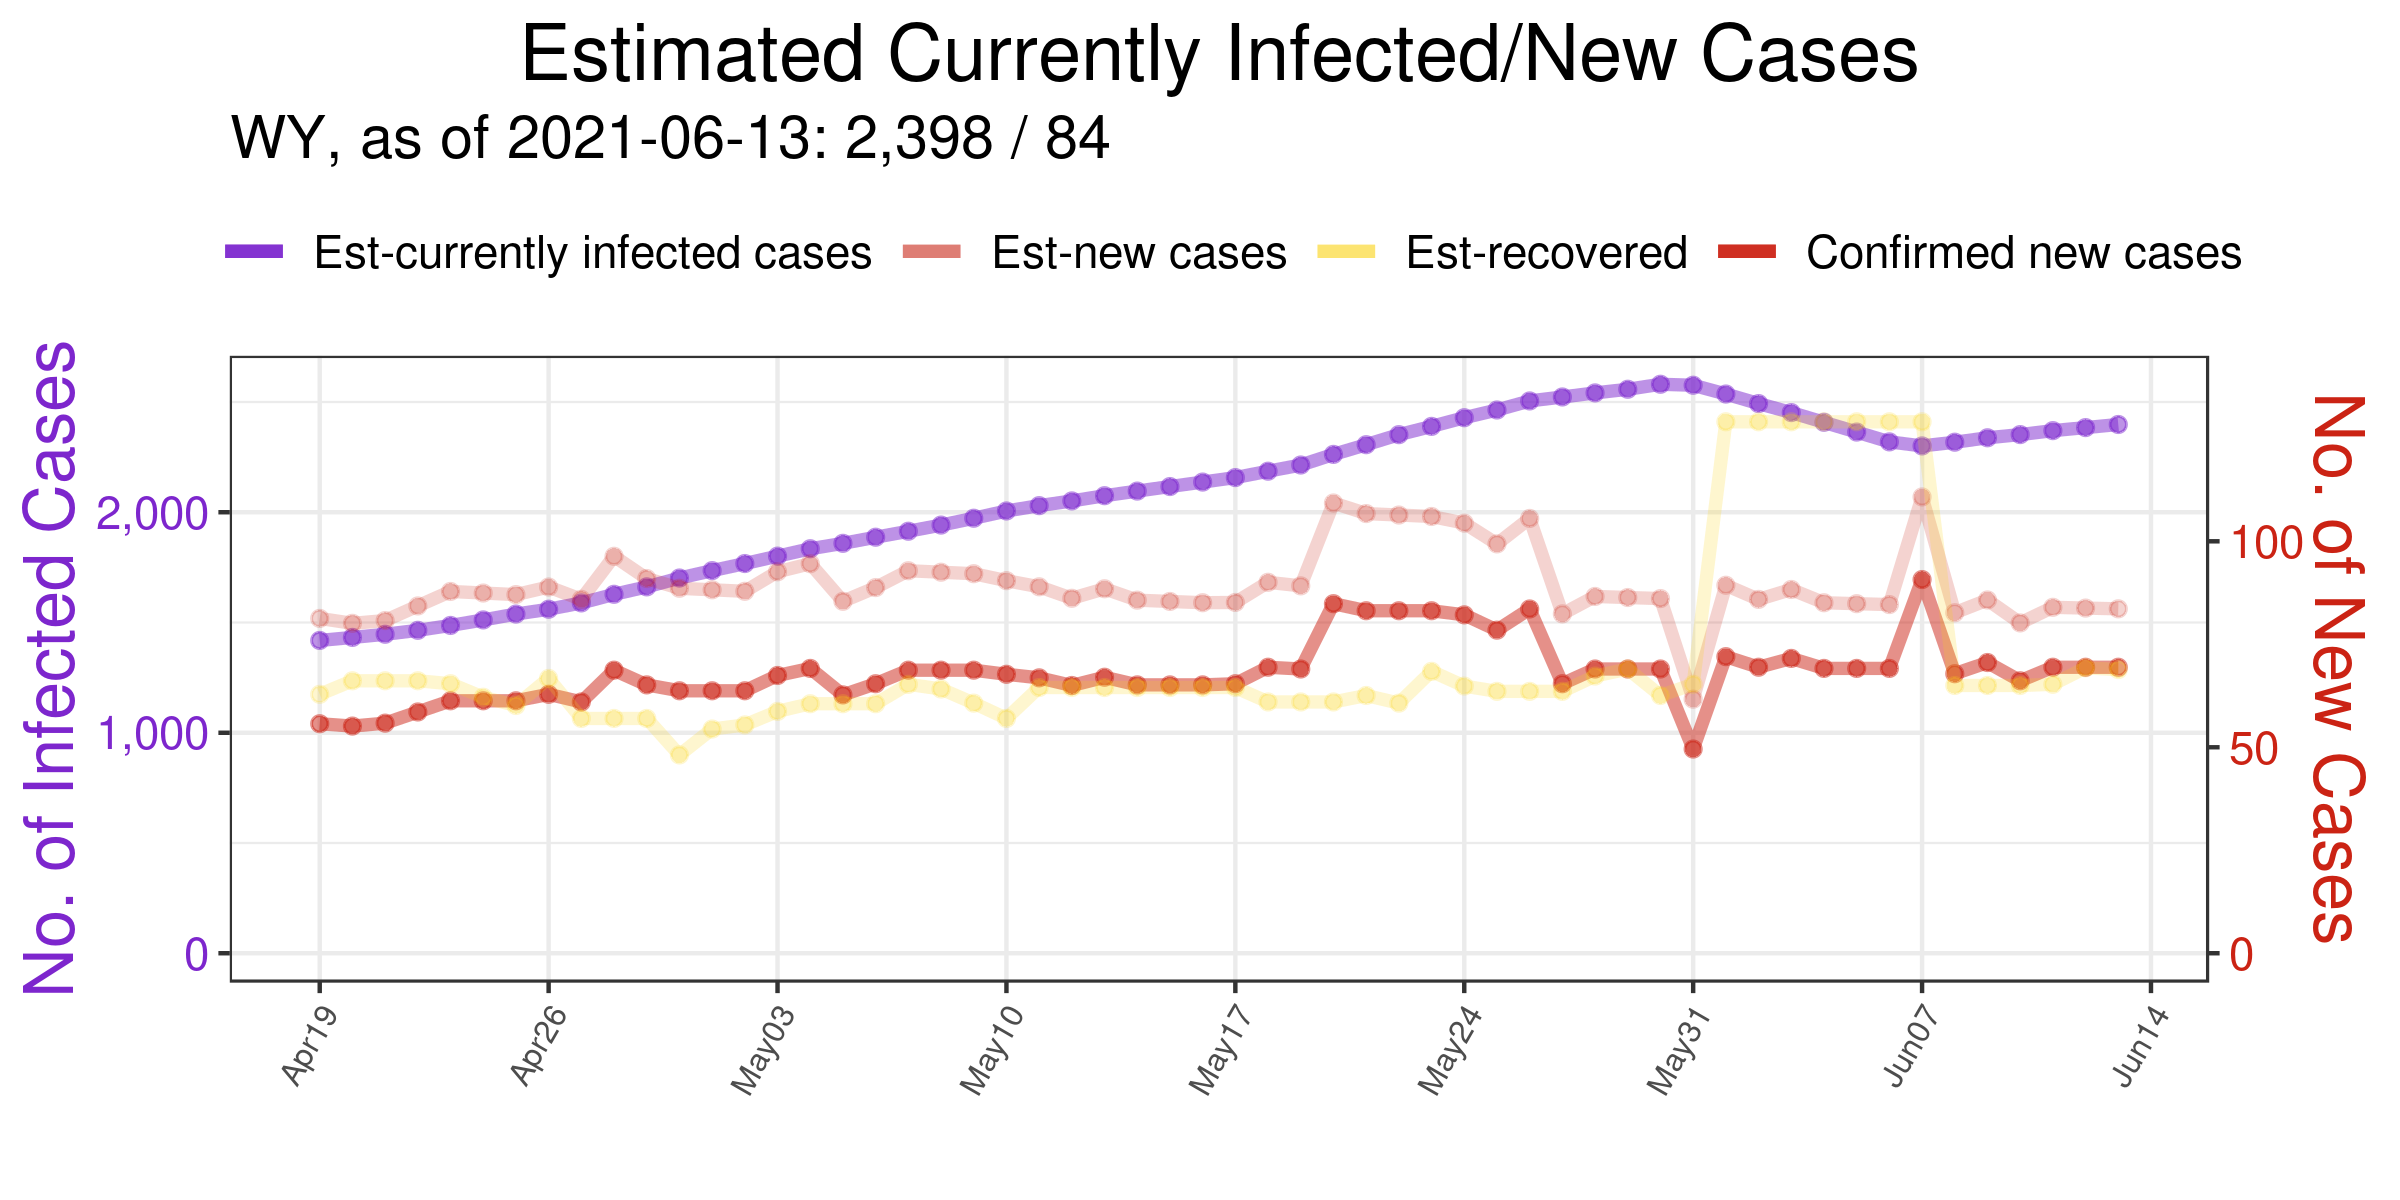 Estimated Currently Infected/New Cases
WY, as of 2021-06-13: 2,398 / 84
Est-currently infected cases Est-new cases Est-recovered Confirmed new cases
No. of Infected Cases
2,000
1,000
0
No. of New Cases
100
50
0
Apr19 Apr26 May03 May10 May17 May24 May31 Jun07 Jun14